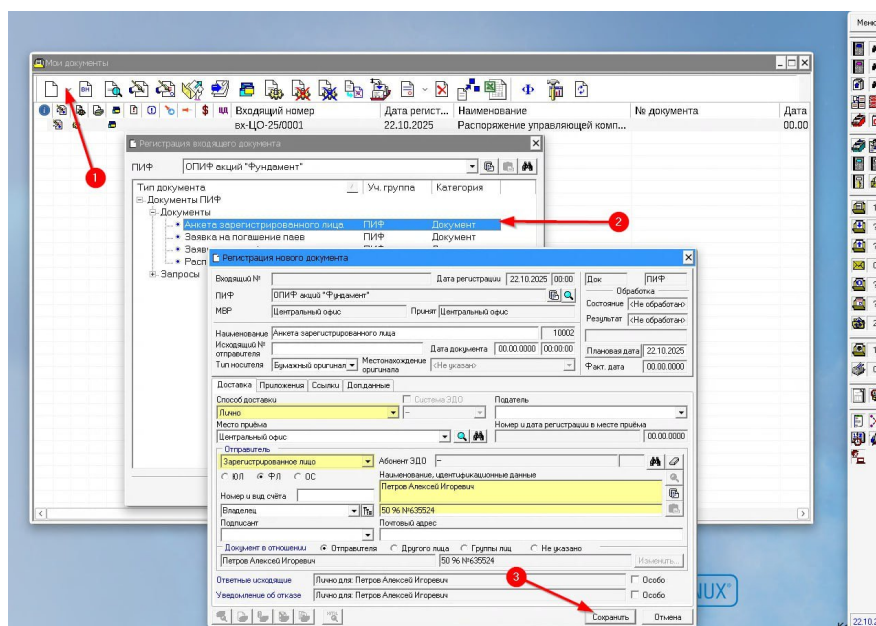 Мои документы
Входящий номер Дата регист... Наименование № документа Дата
вх-ЦО-25/0001 22.10.2025 Распоряжение управляющей комп... 00.00
Регистрация входящего документа
1
ПИФ ОПИФ акций "Фундамент"
Тип документа Уч. группа Категория
Документы ПИФ
Документы
Анкета зарегистрированного лица ПИФ Документ
2
Заявка на погашение паев ПИФ Документ
Заяв
Расп
Запросы
Регистрация нового документа
Входящий № Дата регистрации 22.10.2025 00:00 Док ПИФ
ПИФ ОПИФ акций "Фундамент" Обработка
Состояние <Не обработано
МВР Центральный офис Принят Центральный офис Результат <Не обработано
Наименование Анкета зарегистрированного лица 10002
Исходящий № отправителя Дата документа 00.00.0000 00:00:00 Плановая дата 22.10.2025
Тип носителя Бумажный оригинал Местонахождение оригинала <Не указано> Факт. дата 00.00.0000
Доставка Приложения Ссылки Доп.данные
Способ доставки Система ЭДО Податель
Лично –
Место приёма Номер и дата регистрации в месте приёма
Центральный офис 00.00.0000
Отправитель
Зарегистрированное лицо Абонент ЭДО –
ЮЛ ФЛ ОС Наименование, идентификационные данные
Петров Алексей Игоревич
Номер и вид счёта
Владелец 50 96 №635524
Подписант Почтовый адрес
Документ в отношении Отправителя Другого лица Группы лиц Не указано
Петров Алексей Игоревич 50 96 №635524 Изменить...
3
Ответные исходящие Лично для: Петров Алексей Игоревич Особо
Уведомление об отказе Лично для: Петров Алексей Игоревич Особо
Сохранить Отмена
22.10.2